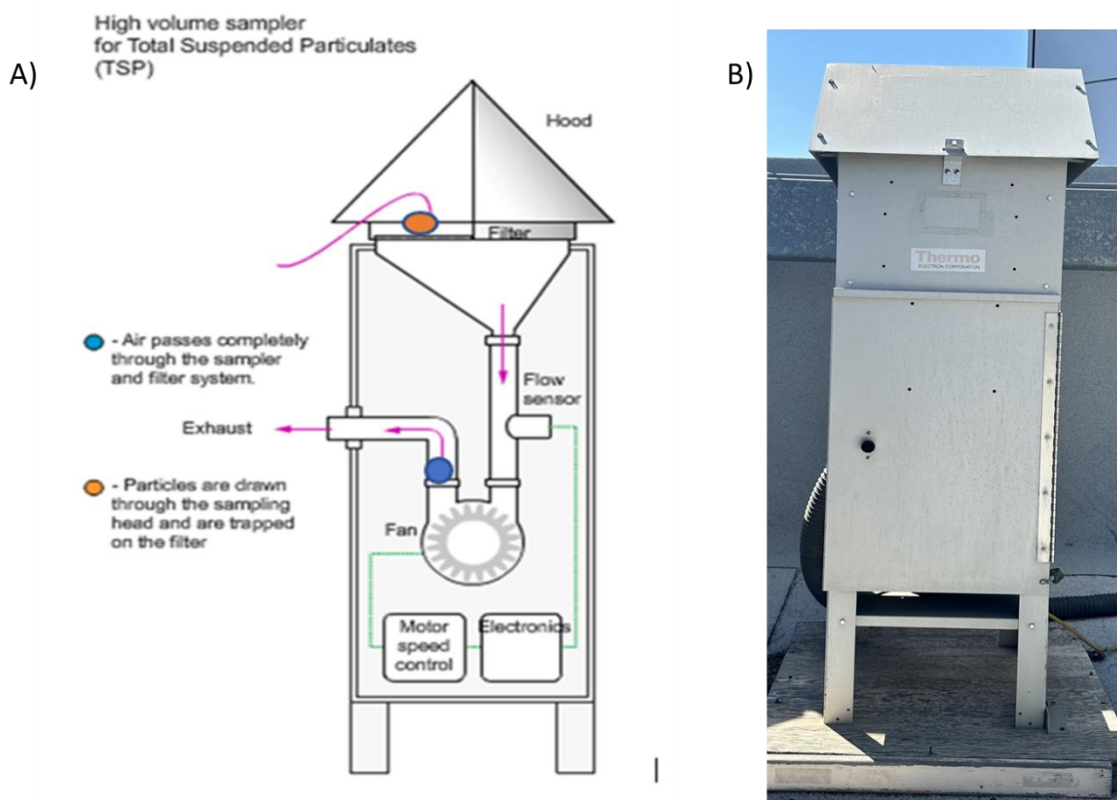 High volume sampler
for Total Suspended Particulates
(TSP)
A)
B)
Hood
Filter
- Air passes completely
through the sampler
and filter system.
Flow
sensor
Exhaust
- Particles are drawn
through the sampling
head and are trapped
on the filter
Fan
Motor
speed
control
Electronics
Thermo
ELECTRON CORPORATION